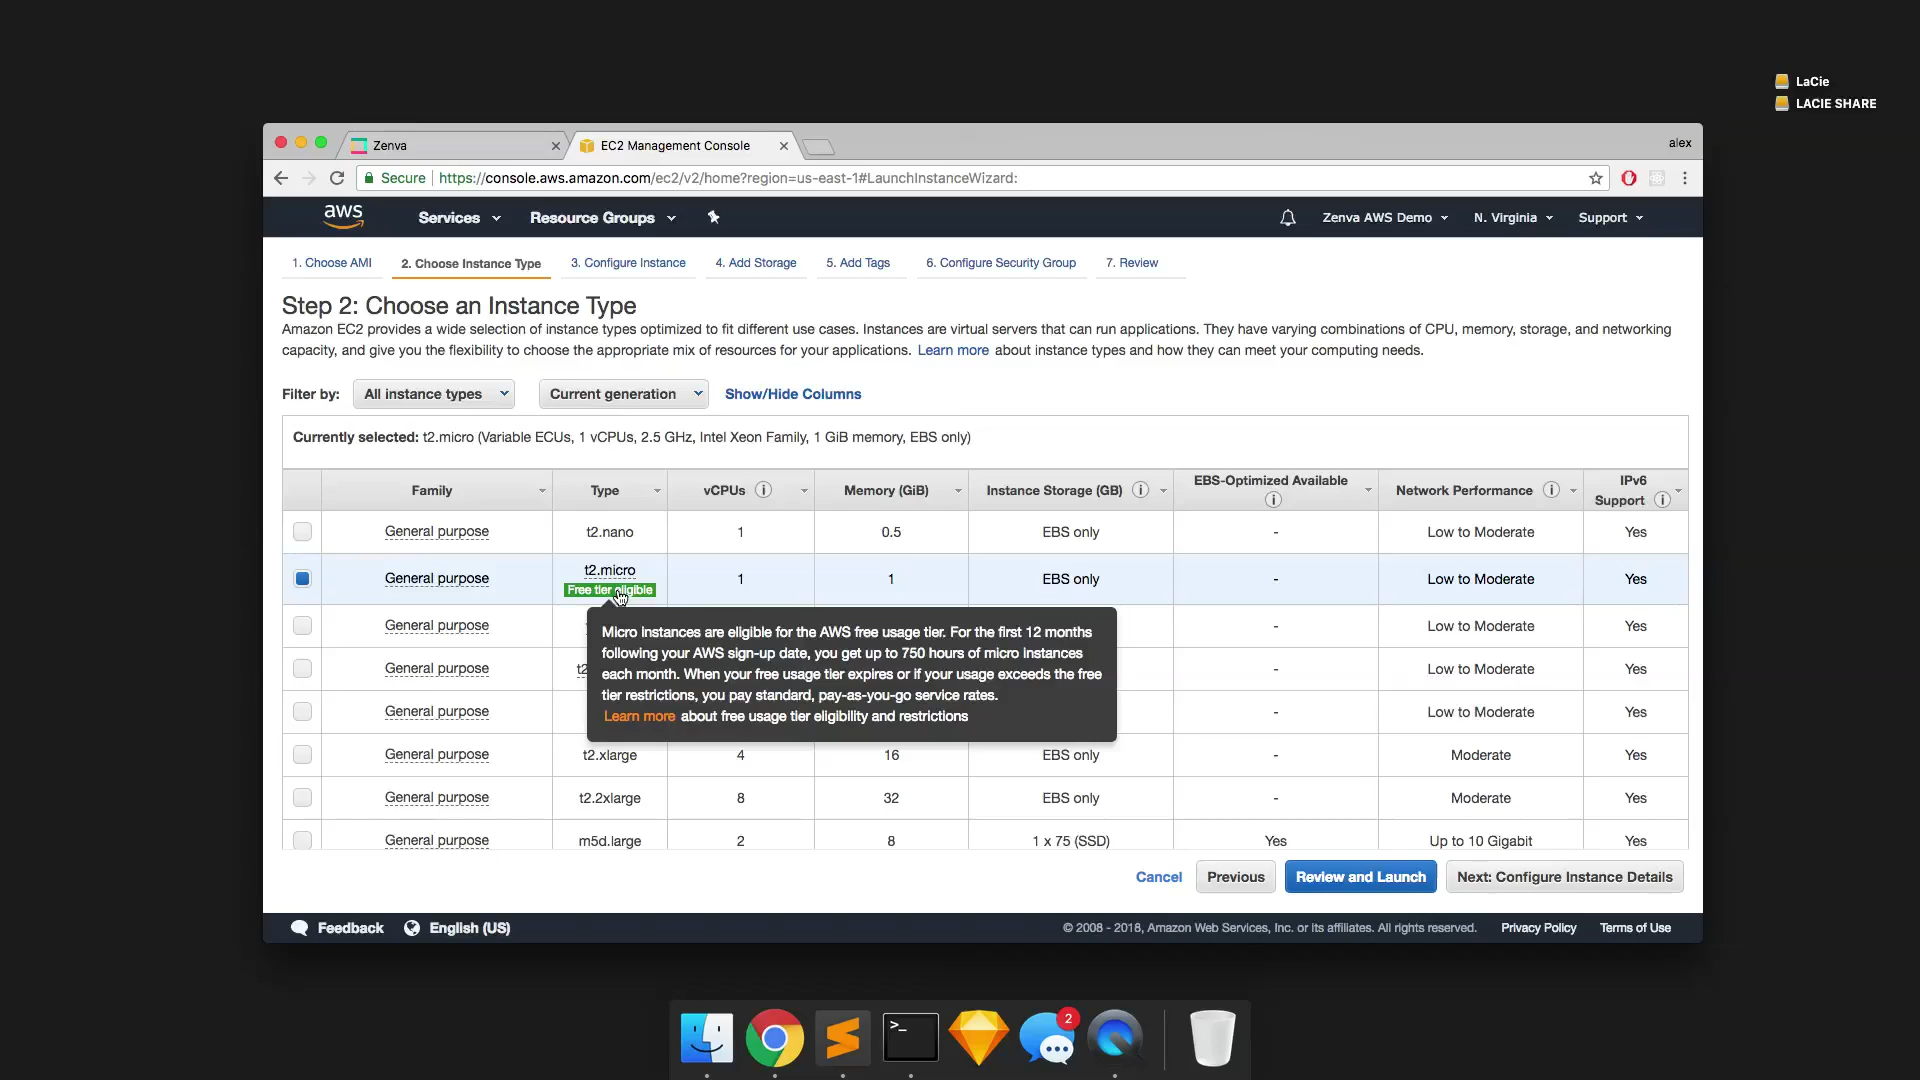 LaCie
LACIE SHARE
Zenva
EC2 Management Console
alex
Secure
https://console.aws.amazon.com/ec2/v2/home?region=us-east-1#LaunchInstanceWizard:
aws
Services
Resource Groups
Zenva AWS Demo
N. Virginia
Support
1. Choose AMI
2. Choose Instance Type
3. Configure Instance
4. Add Storage
5. Add Tags
6. Configure Security Group
7. Review
Step 2: Choose an Instance Type
Amazon EC2 provides a wide selection of instance types optimized to fit different use cases. Instances are virtual servers that can run applications. They have varying combinations of CPU, memory, storage, and networking
capacity, and give you the flexibility to choose the appropriate mix of resources for your applications. Learn more about instance types and how they can meet your computing needs.
Filter by:
All instance types
Current generation
Show/Hide Columns
Currently selected: t2.micro (Variable ECUs, 1 vCPUs, 2.5 GHz, Intel Xeon Family, 1 GiB memory, EBS only)
Family
Type
vCPUs
Memory (GiB)
Instance Storage (GB)
EBS-Optimized Available
Network Performance
IPv6
Support
General purpose
t2.nano
1
0.5
EBS only
-
Low to Moderate
Yes
General purpose
t2.micro
Free tier eligible
1
1
EBS only
-
Low to Moderate
Yes
General purpose
-
Low to Moderate
Yes
General purpose
t2
-
Low to Moderate
Yes
General purpose
-
Low to Moderate
Yes
Micro instances are eligible for the AWS free usage tier. For the first 12 months
following your AWS sign-up date, you get up to 750 hours of micro instances
each month. When your free usage tier expires or if your usage exceeds the free
tier restrictions, you pay standard, pay-as-you-go service rates.
Learn more about free usage tier eligibility and restrictions
General purpose
t2.xlarge
4
16
EBS only
-
Moderate
Yes
General purpose
t2.2xlarge
8
32
EBS only
-
Moderate
Yes
General purpose
m5d.large
2
8
1 x 75 (SSD)
Yes
Up to 10 Gigabit
Yes
Cancel
Previous
Review and Launch
Next: Configure Instance Details
Feedback
English (US)
© 2008 - 2018, Amazon Web Services, Inc. or its affiliates. All rights reserved.
Privacy Policy
Terms of Use
>_
2